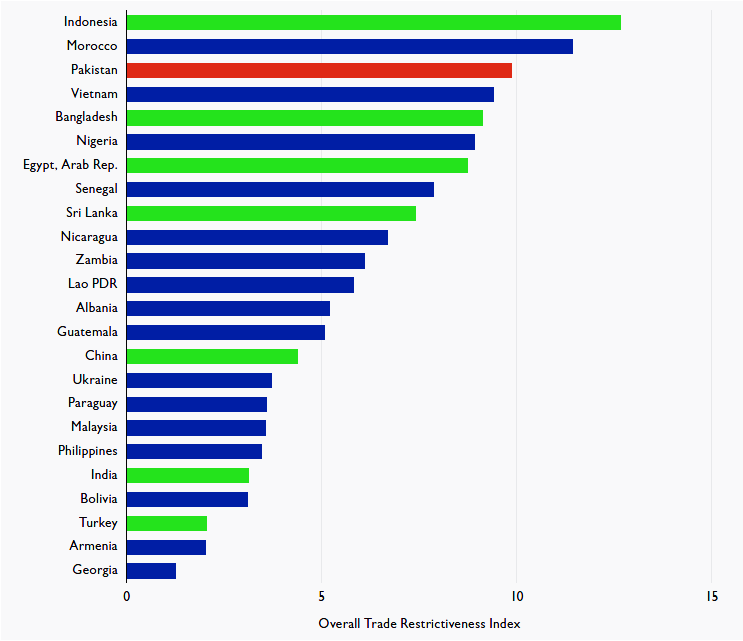 Indonesia
Morocco
Pakistan
Vietnam
Bangladesh
Nigeria
Egypt, Arab Rep.
Senegal
Sri Lanka
Nicaragua
Zambia
Lao PDR
Albania
Guatemala
China
Ukraine
Paraguay
Malaysia
Philippines
India
Bolivia
Turkey
Armenia
Georgia
0 5 10 15
Overall Trade Restrictiveness Index